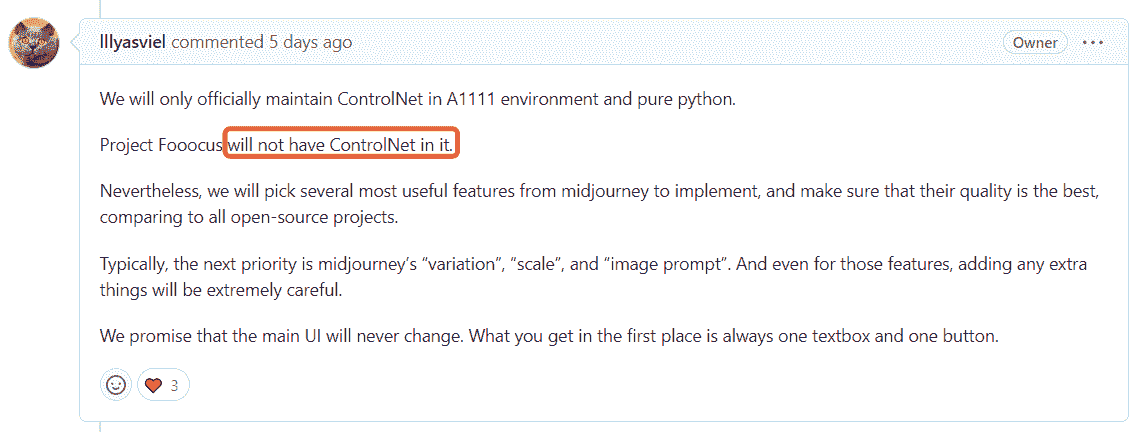 lllyasviel commented 5 days ago
Owner
We will only officially maintain ControlNet in A1111 environment and pure python.
Project Fooocus will not have ControlNet in it.
Nevertheless, we will pick several most useful features from midjourney to implement, and make sure that their quality is the best,
comparing to all open-source projects.
Typically, the next priority is midjourney's “variation”, “scale”, and “image prompt”. And even for those features, adding any extra
things will be extremely careful.
We promise that the main UI will never change. What you get in the first place is always one textbox and one button.
3